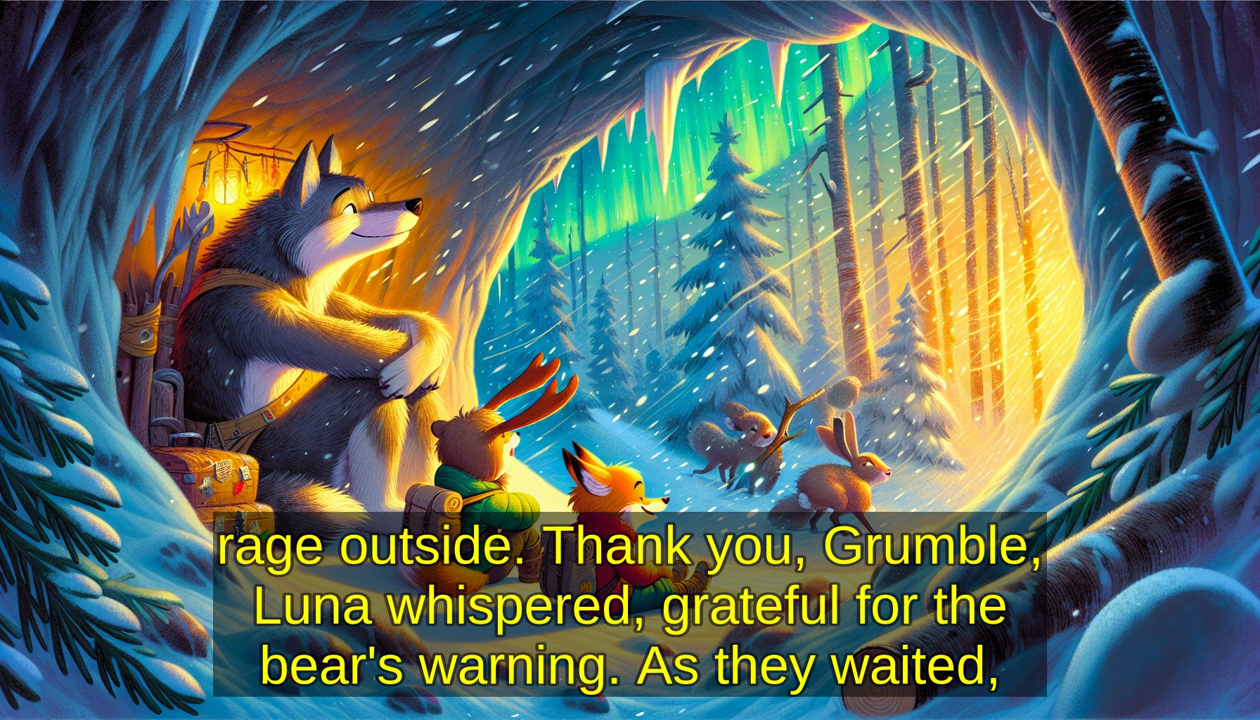 rage outside. Thank you, Grumble,
Luna whispered, grateful for the
bear's warning. As they waited,